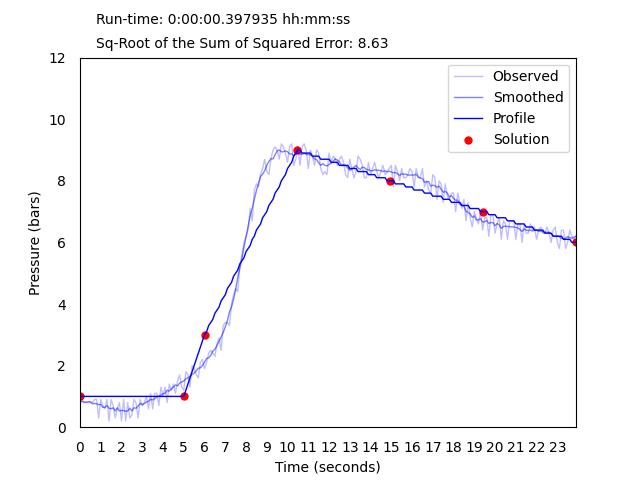 Run-time: 0:00:00.397935 hh:mm:ss
Sq-Root of the Sum of Squared Error: 8.63
12
10
8
6
4
2
0
Pressure (bars)
Observed
Smoothed
Profile
Solution
0 1 2 3 4 5 6 7 8 9 10 11 12 13 14 15 16 17 18 19 20 21 22 23
Time (seconds)